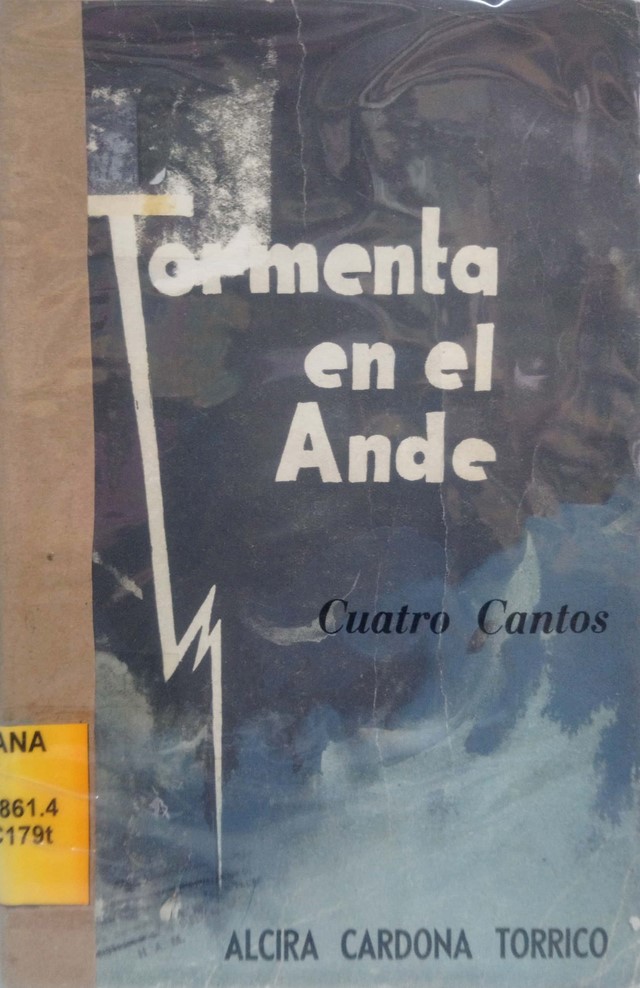 Tormenta
en el
Ande
Cuatro Cantos
ANA
861.4
C179t
ALCIRA CARDONA TORRICO